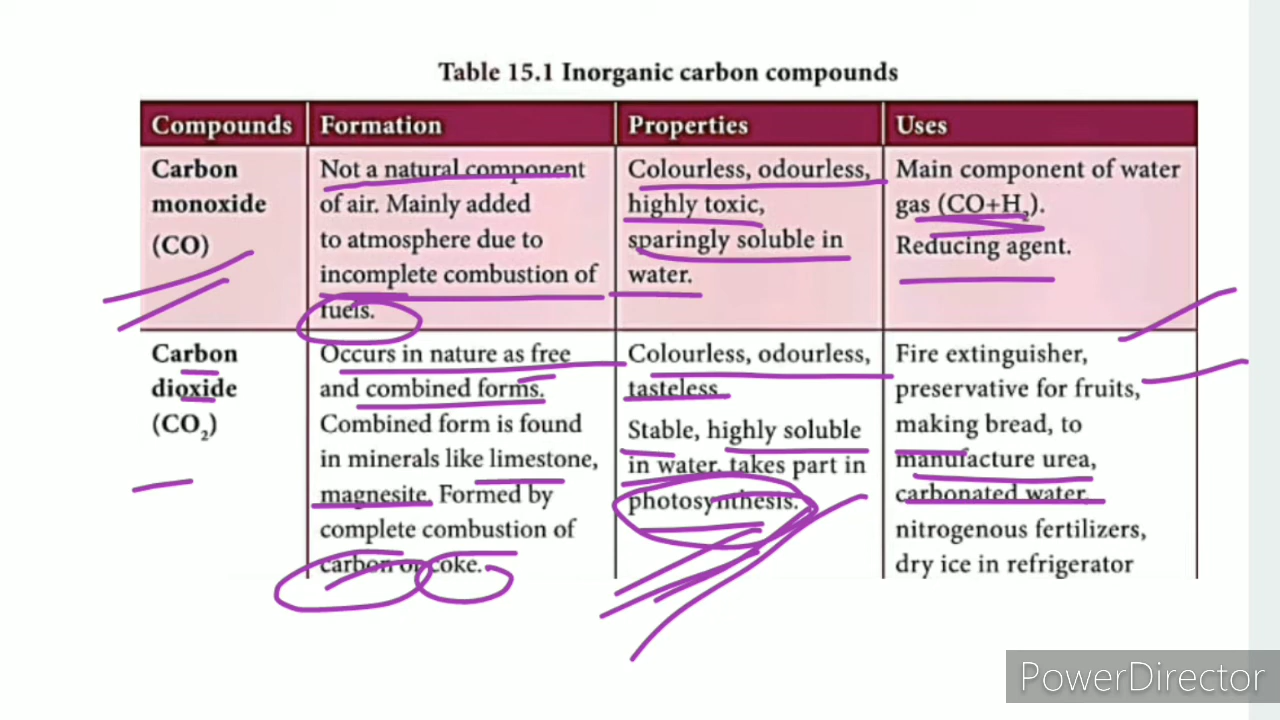 Table 15.1 Inorganic carbon compounds
Compounds
Formation
Properties
Uses
Carbon
monoxide
(CO)
Not a natural component
of air. Mainly added
to atmosphere due to
incomplete combustion of
fuels.
Colourless, odourless,
highly toxic,
sparingly soluble in
water.
Main component of water
gas (CO+H₂).
Reducing agent.
Carbon
dioxide
(CO₂)
Occurs in nature as free
and combined forms.
Combined form is found
in minerals like limestone,
magnesite. Formed by
complete combustion of
carbon or coke.
Colourless, odourless,
tasteless
Stable, highly soluble
in water, takes part in
photosynthesis.
Fire extinguisher,
preservative for fruits,
making bread, to
manufacture urea,
carbonated water,
nitrogenous fertilizers,
dry ice in refrigerator
PowerDirector